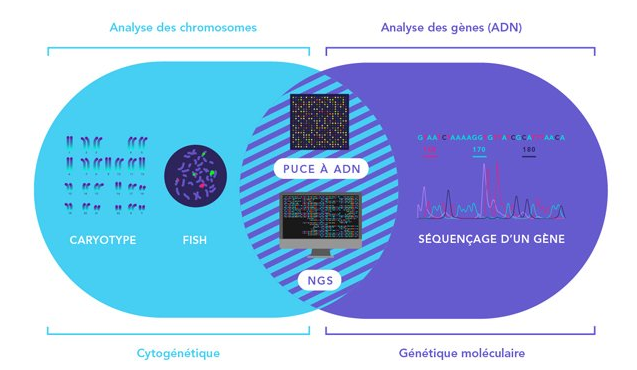 Analyse des chromosomes
Analyse des gènes (ADN)
170
180
PUCE À ADN
CARYOTYPE
FISH
SÉQUENÇAGE D'UN GÈNE
NGS
Cytogénétique
Génétique moléculaire